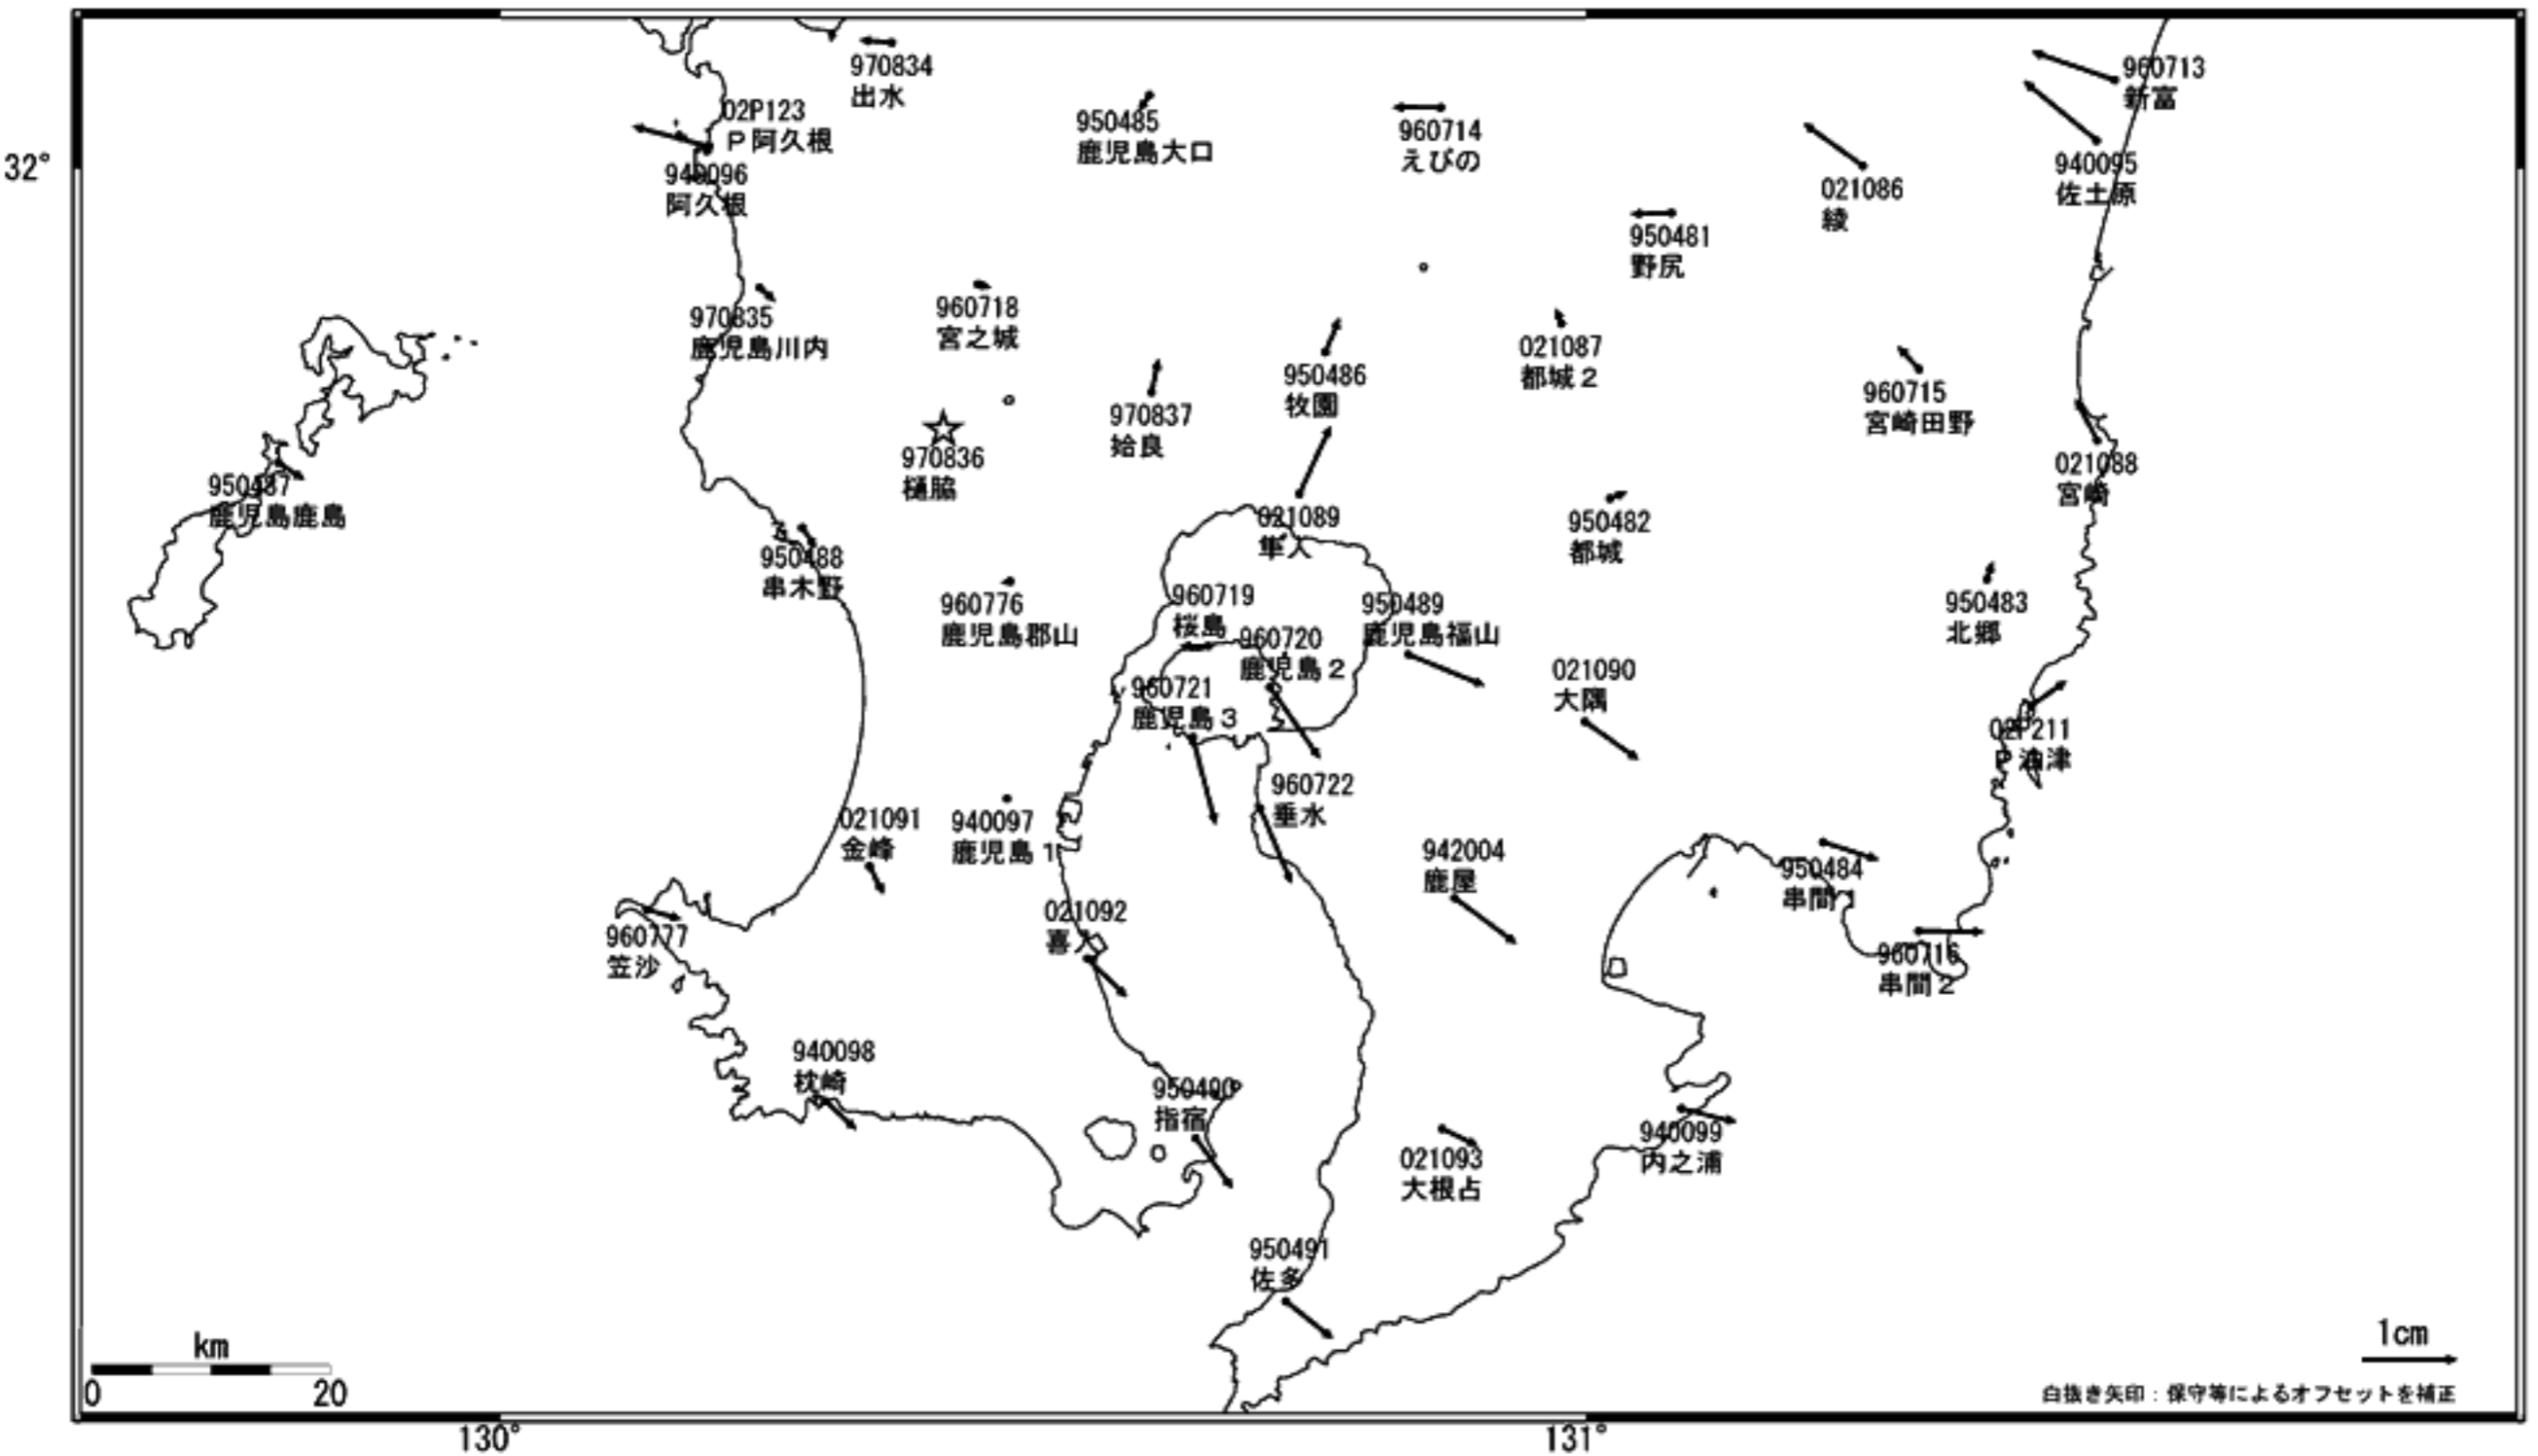 970834
出水
960713
新富
02P123
P阿久根
950485
鹿児島大口
960714
えびの
32°
940095
佐土原
940096
阿久根
021086
綾
950481
野尻
960718
宮之城
970835
鹿児島川内
021087
都城2
950486
牧園
960715
宮崎田野
970837
姶良
970836
樋脇
021088
宮崎
950487
鹿児島鹿島
021089
隼人
950482
都城
950488
串木野
960719
桜島
960776
鹿児島郡山
950489
鹿児島福山
950483
北郷
960720
鹿児島2
021090
大隅
960721
鹿児島3
02P211
P油津
960722
垂水
021091
金峰
940097
鹿児島1
942004
鹿屋
950484
串間1
021092
喜入
960777
笠沙
960716
串間2
940098
枕崎
950490
指宿
940099
内之浦
021093
大根占
950491
佐多
km
0 20
1cm
白抜き矢印：保守等によるオフセットを補正
130° 131°